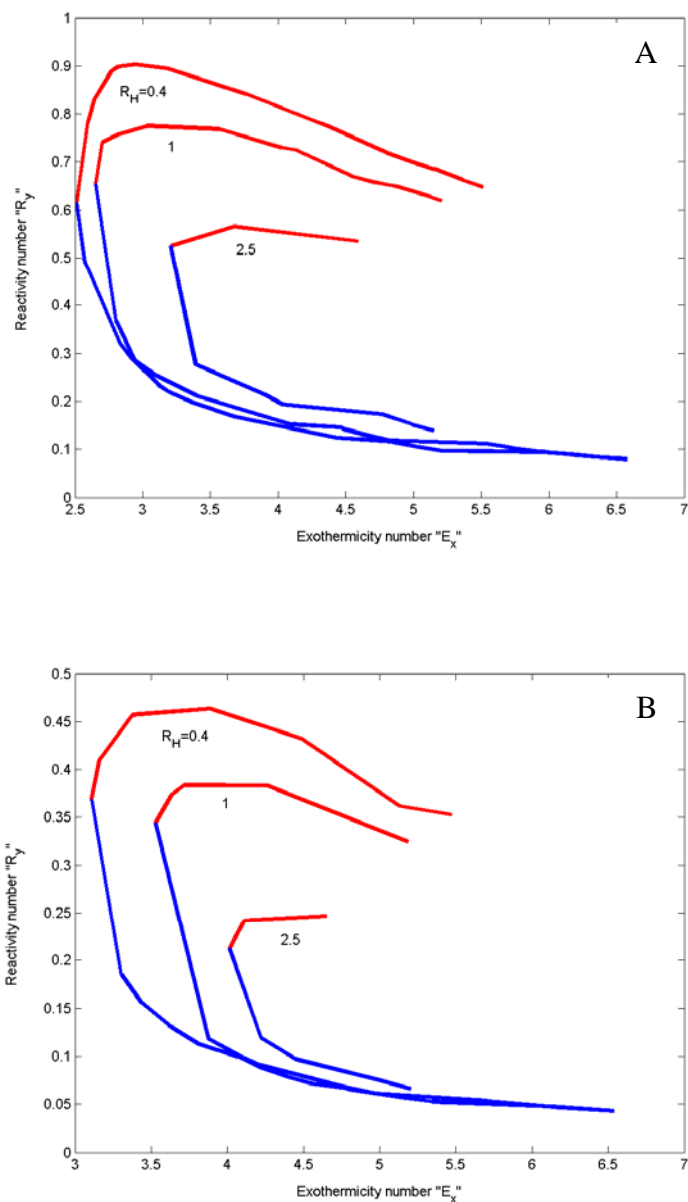 A
1
0.9
0.8
0.7
0.6
0.5
0.4
0.3
0.2
0.1
0
R_H=0.4
1
2.5
Reactivity number "R_y"
2.5 3 3.5 4 4.5 5 5.5 6 6.5 7
Exothermicity number "E_x"
B
0.5
0.45
0.4
0.35
0.3
0.25
0.2
0.15
0.1
0.05
0
R_H=0.4
1
2.5
Reactivity number "R_y"
3 3.5 4 4.5 5 5.5 6 6.5 7
Exothermicity number "E_x"